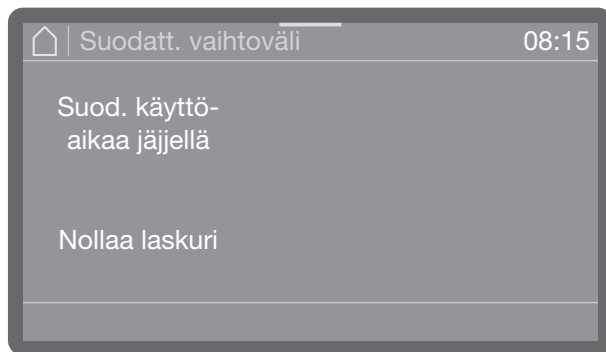 Suodatt. vaihtoväli 08:15
Suod. käyttö-
aikaa jäjjellä
Nollaa laskuri